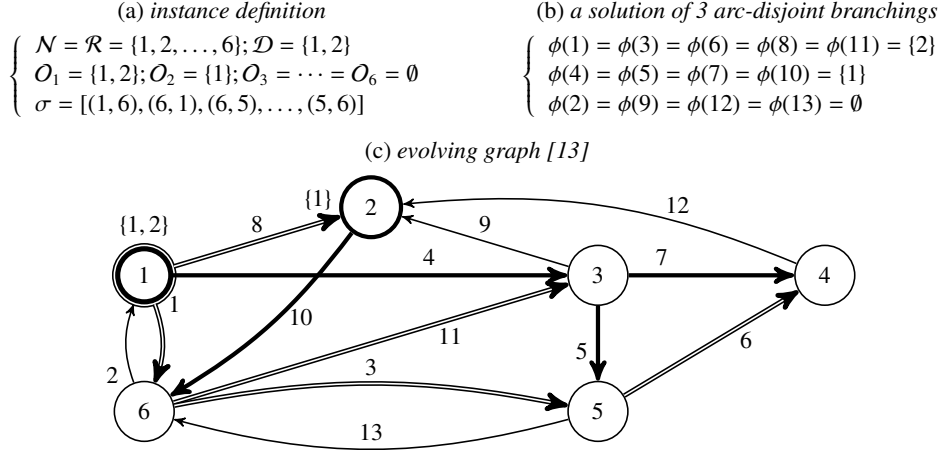 (a) instance definition
(b) a solution of 3 arc-disjoint branchings
𝒩 = ℛ = {1, 2, . . . , 6}; 𝒟 = {1, 2}
𝒪₁ = {1, 2}; 𝒪₂ = {1}; 𝒪₃ = · · · = 𝒪₆ = ∅
σ = [(1, 6), (6, 1), (6, 5), . . . , (5, 6)]
ϕ(1) = ϕ(3) = ϕ(6) = ϕ(8) = ϕ(11) = {2}
ϕ(4) = ϕ(5) = ϕ(7) = ϕ(10) = {1}
ϕ(2) = ϕ(9) = ϕ(12) = ϕ(13) = ∅
(c) evolving graph [13]
{1}
2
12
{1, 2}
8
9
1
4
3
7
4
1
10
11
5
6
2
3
6
5
13